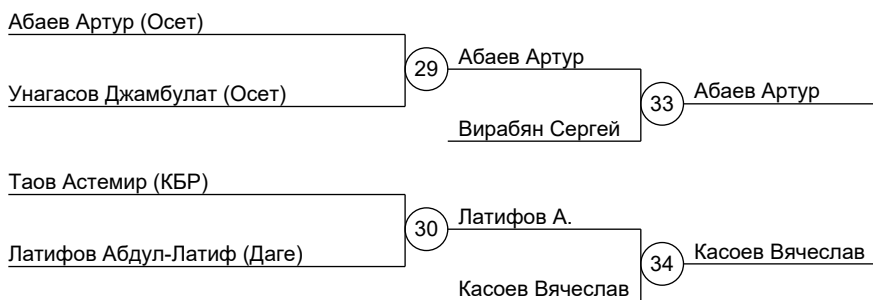 Абаев Артур (Осет)
29
Абаев Артур
Унагасов Джамбулат (Осет)
33
Абаев Артур
Вирабян Сергей
Таов Астемир (КБР)
30
Латифов А.
Латифов Абдул-Латиф (Даге)
34
Касоев Вячеслав
Касоев Вячеслав